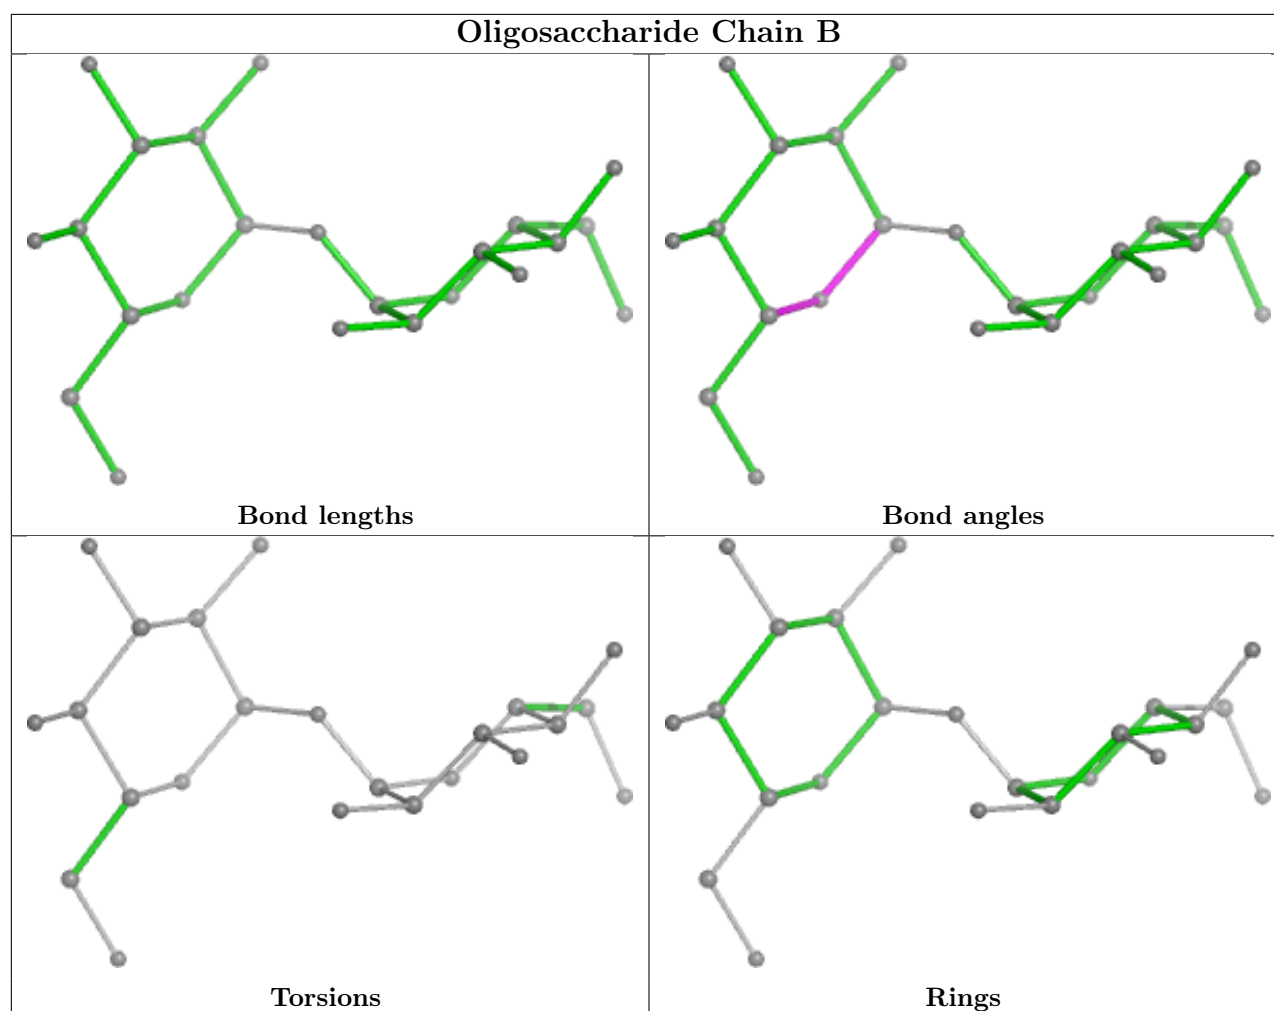 Oligosaccharide Chain B
Bond lengths
Bond angles
Torsions
Rings